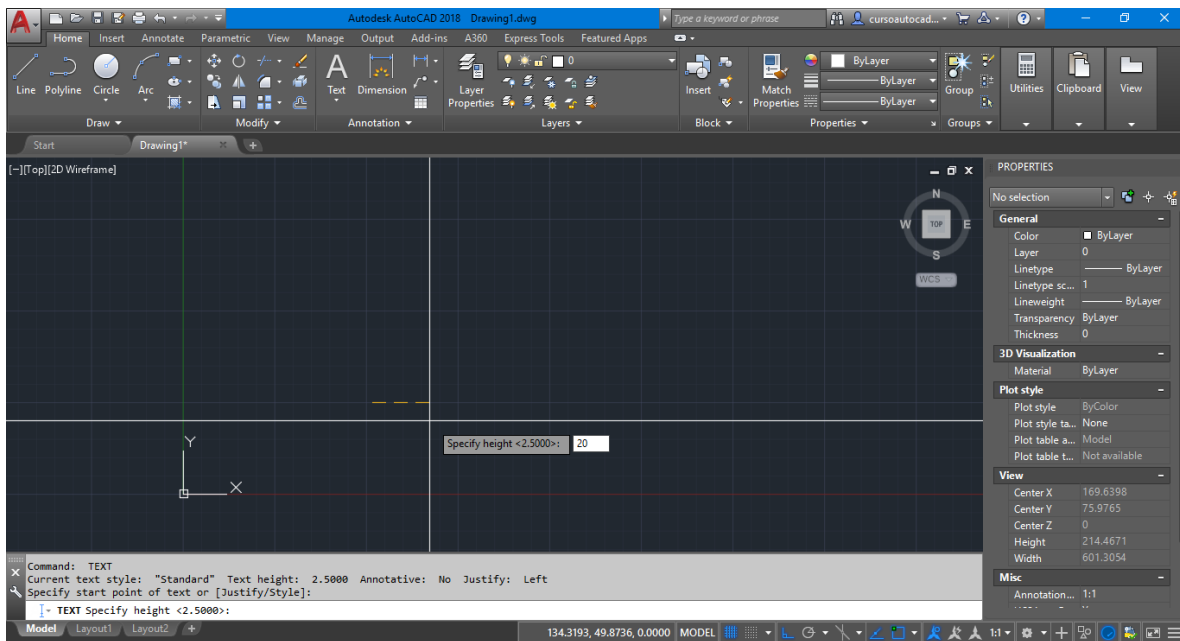 Autodesk AutoCAD 2018 Drawing1.dwg
Type a keyword or phrase
cursoautocad...
Home Insert Annotate Parametric View Manage Output Add-ins A360 Express Tools Featured Apps
Line Polyline Circle Arc
Draw
Modify
Text Dimension
Annotation
Layer Properties
0
Layers
Insert
Block
Match Properties
ByLayer
ByLayer
ByLayer
Properties
Group
Groups
Utilities Clipboard View
Start Drawing1* +
[−][Top][2D Wireframe]
N
W TOP E
S
WCS
Y
X
Specify height <2.5000>: 20
PROPERTIES
No selection
General
Color ByLayer
Layer 0
Linetype ByLayer
Linetype sc... 1
Lineweight ByLayer
Transparency ByLayer
Thickness 0
3D Visualization
Material ByLayer
Plot style
Plot style ByColor
Plot style ta... None
Plot table a... Model
Plot table t... Not available
View
Center X 169.6398
Center Y 75.9765
Center Z 0
Height 214.4671
Width 601.3054
Misc
Annotation... 1:1
Command: TEXT
Current text style: "Standard" Text height: 2.5000 Annotative: No Justify: Left
Specify start point of text or [Justify/Style]:
TEXT Specify height <2.5000>:
Model Layout1 Layout2 +
134.3193, 49.8736, 0.0000 MODEL 1:1